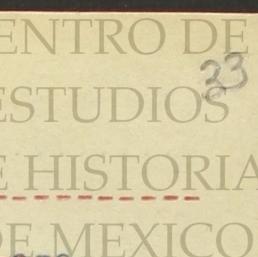 ENTRO DE
33
ESTUDIOS
E HISTORIA
DE MEXICO